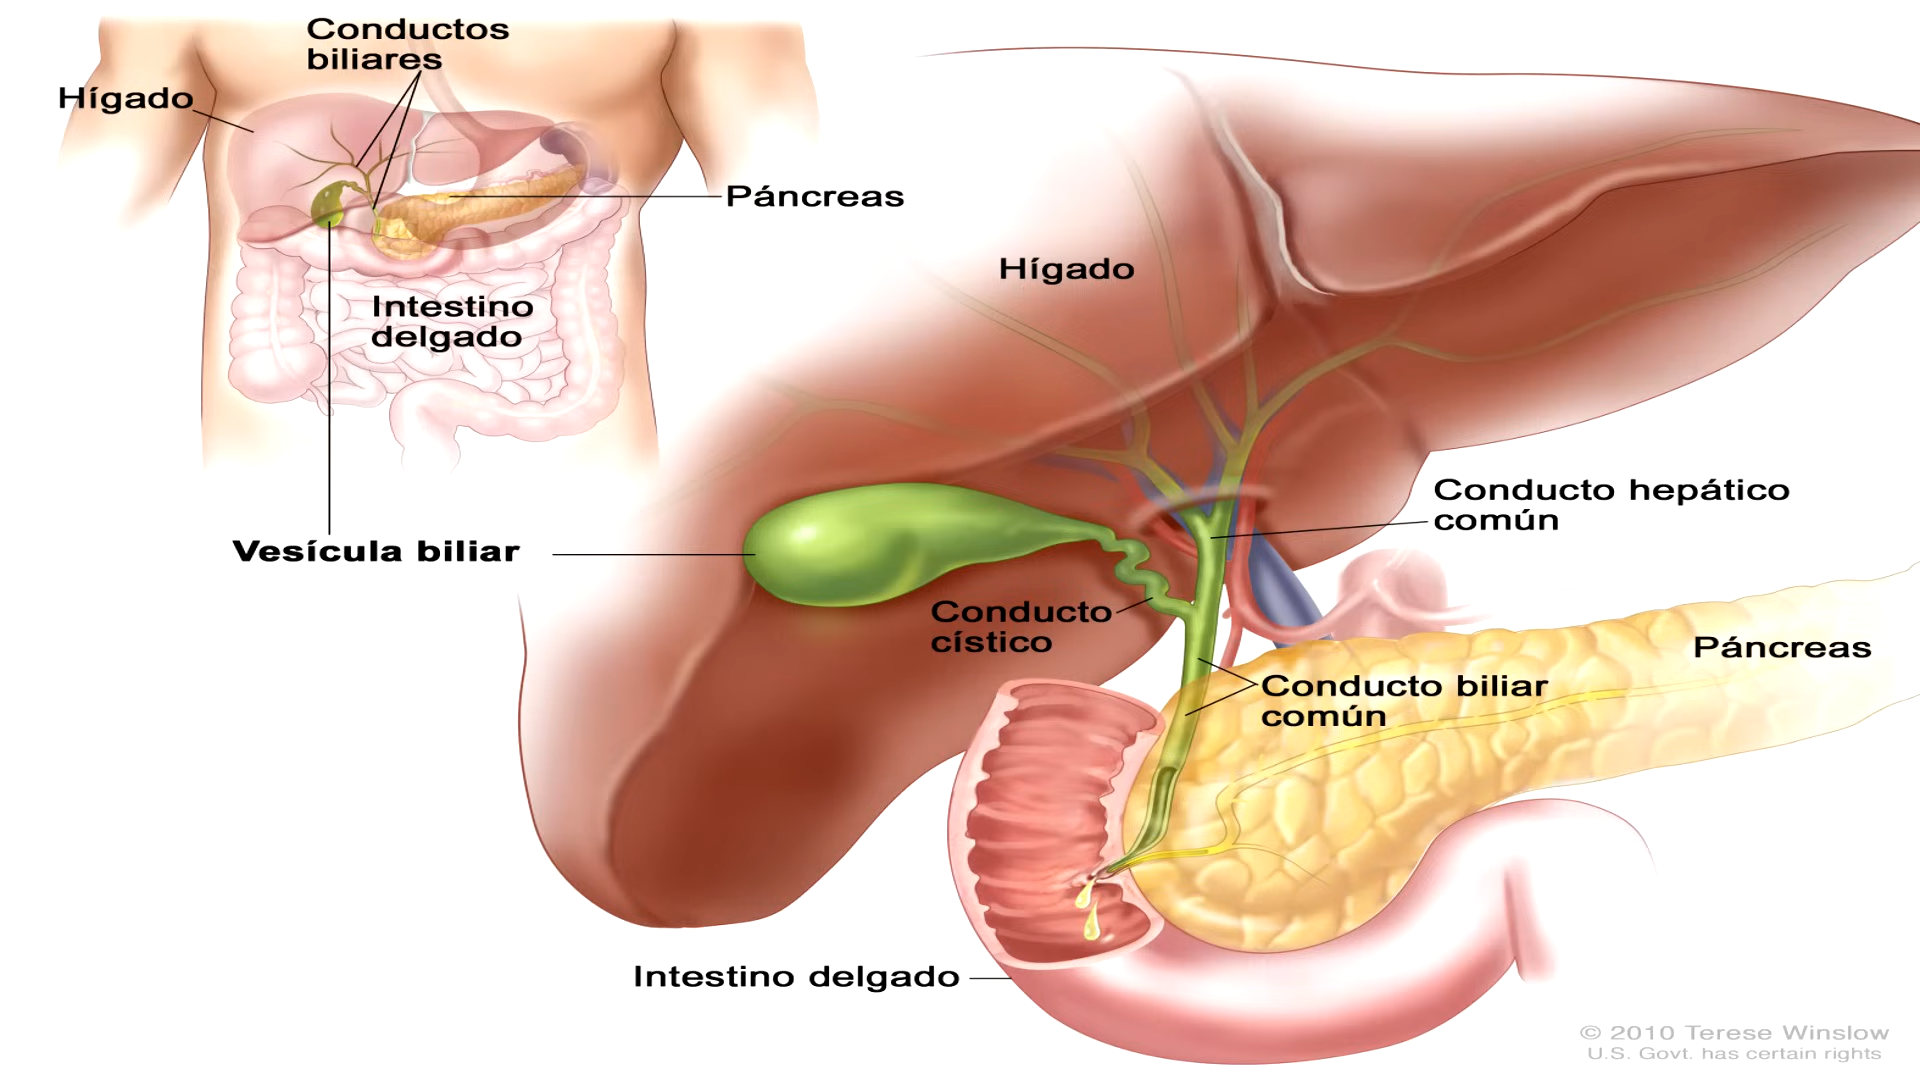 Conductos
biliares
Hígado
Páncreas
Intestino
delgado
Vesícula biliar
Hígado
Conducto hepático
común
Conducto
cístico
Páncreas
Conducto biliar
común
Intestino delgado
© 2010 Terese Winslow
U.S. Govt. has certain rights